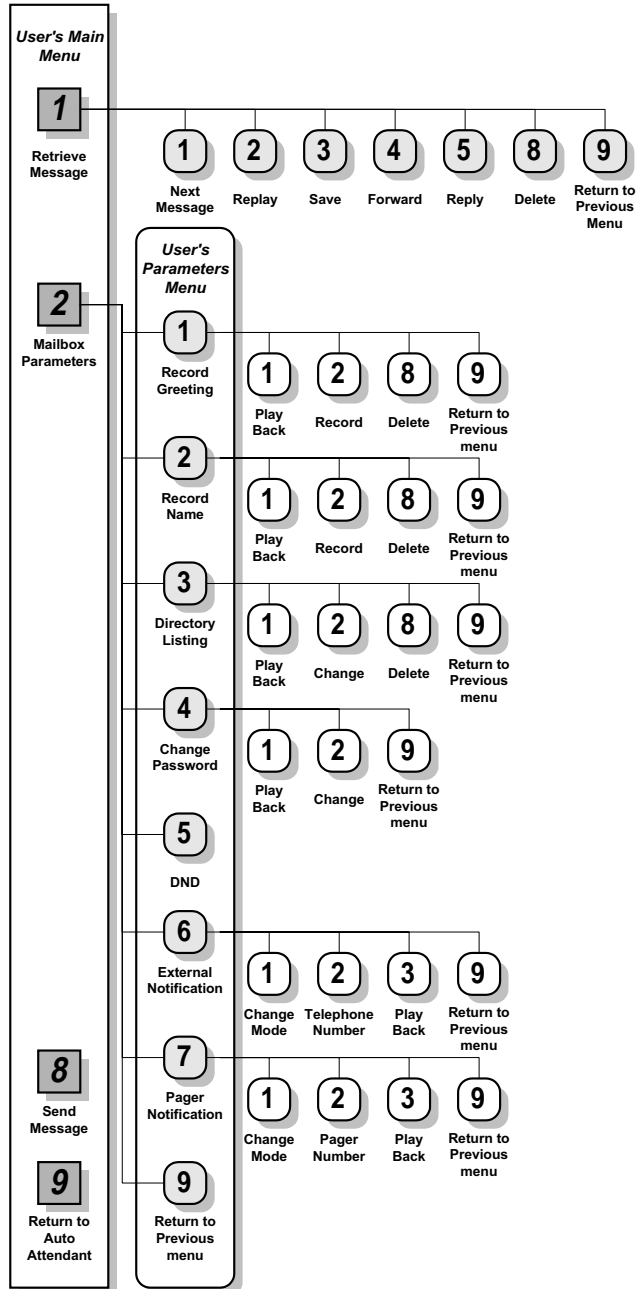 User's Main
Menu
1
Retrieve
Message
1
2
3
4
5
8
9
Next
Message
Replay
Save
Forward
Reply
Delete
Return to
Previous
Menu
User's
Parameters
Menu
2
Mailbox
Parameters
1
Record
Greeting
1
2
8
9
Play
Back
Record
Delete
Return to
Previous
menu
2
Record
Name
1
2
8
9
Play
Back
Record
Delete
Return to
Previous
menu
3
Directory
Listing
1
2
8
9
Play
Back
Change
Delete
Return to
Previous
menu
4
Change
Password
1
2
9
Play
Back
Change
Return to
Previous
menu
5
DND
6
External
Notification
1
2
3
9
Change
Mode
Telephone
Number
Play
Back
Return to
Previous
menu
7
Pager
Notification
1
2
3
9
Change
Mode
Pager
Number
Play
Back
Return to
Previous
menu
8
Send
Message
9
Return to
Auto
Attendant
9
Return to
Previous
menu